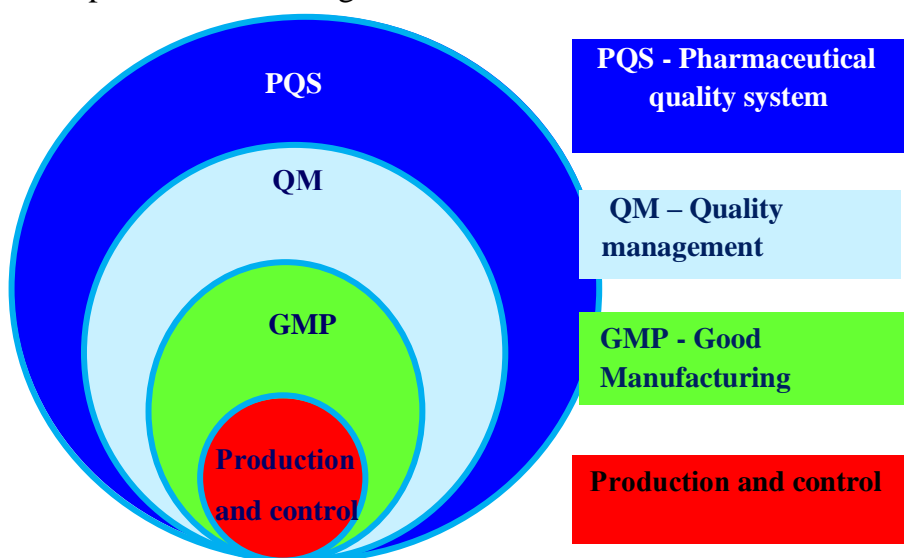 PQS
QM
GMP
Production
and control
PQS - Pharmaceutical
quality system
QM – Quality
management
GMP - Good
Manufacturing
Production and control